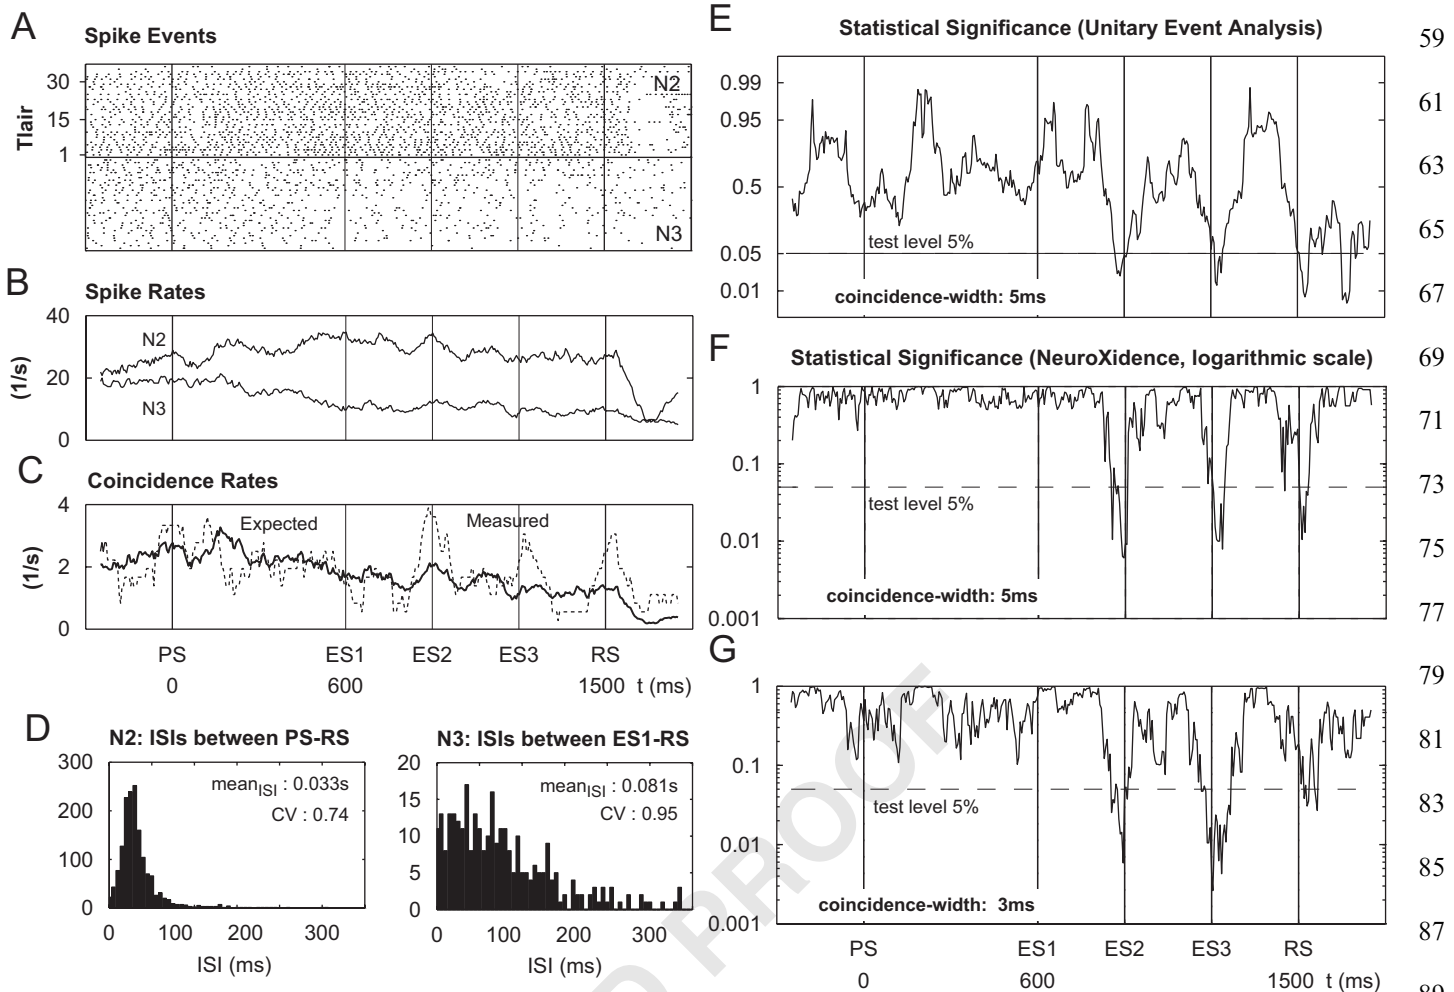 A
Spike Events
30
15
1
Tlair
N2
N3
B
Spike Rates
40
20
0
(1/s)
N2
N3
C
Coincidence Rates
4
2
0
(1/s)
Expected
Measured
PS ES1 ES2 ES3 RS
0 600 1500 t (ms)
D
N2: ISIs between PS-RS
300
200
100
0
meanISI : 0.033s
CV : 0.74
0 100 200 300
ISI (ms)
N3: ISIs between ES1-RS
20
15
10
5
0
meanISI : 0.081s
CV : 0.95
0 100 200 300
ISI (ms)
E
Statistical Significance (Unitary Event Analysis)
0.99
0.95
0.5
0.05
0.01
test level 5%
coincidence-width: 5ms
F
Statistical Significance (NeuroXidence, logarithmic scale)
1
0.1
0.01
0.001
test level 5%
coincidence-width: 5ms
G
1
0.1
0.01
0.001
test level 5%
coincidence-width: 3ms
PS ES1 ES2 ES3 RS
0 600 1500 t (ms)
59
61
63
65
67
69
71
73
75
77
79
81
83
85
87
89
D PROOF